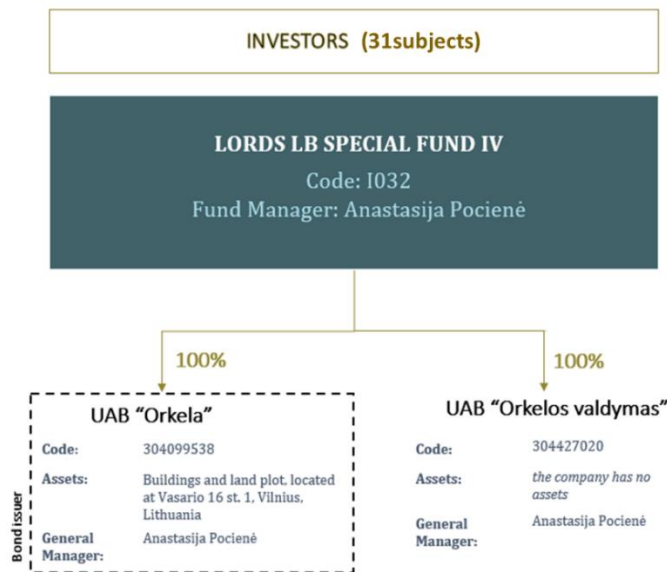 INVESTORS (31subjects)
LORDS LB SPECIAL FUND IV
Code: I032
Fund Manager: Anastasija Pocienė
100%
100%
UAB “Orkela”
Code: 304099538
Assets: Buildings and land plot, located
at Vasario 16 st. 1, Vilnius,
Lithuania
General Anastasija Pocienė
Manager:
Bond issuer
UAB “Orkelos valdymas”
Code: 304427020
Assets: the company has no
assets
General Anastasija Pocienė
Manager: